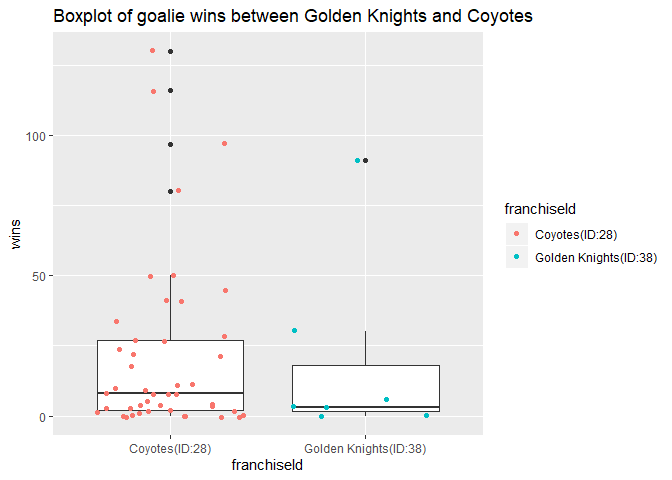 Boxplot of goalie wins between Golden Knights and Coyotes
100
50
0
wins
Coyotes(ID:28)
Golden Knights(ID:38)
franchiseId
franchiseId
Coyotes(ID:28)
Golden Knights(ID:38)